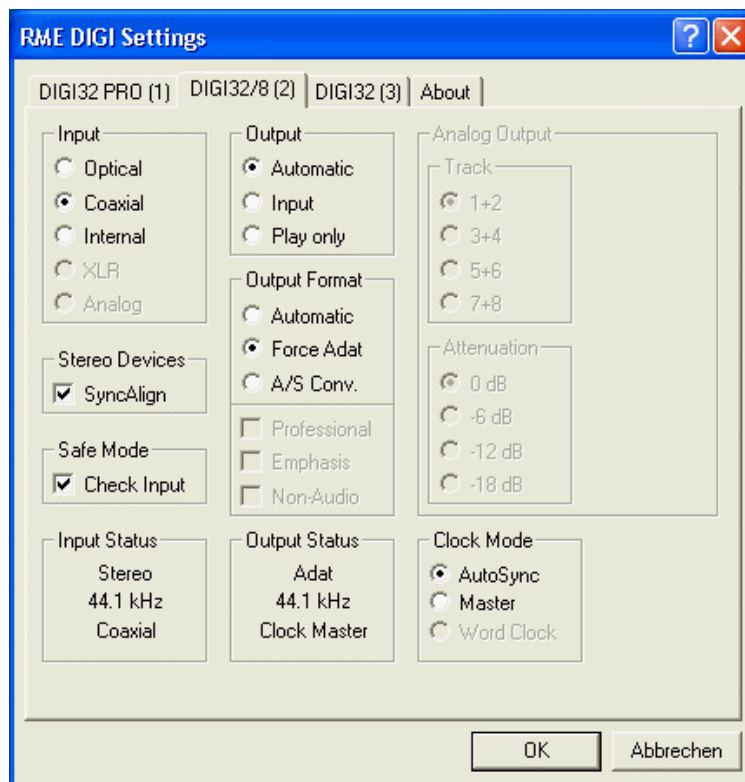 RME DIGI Settings
DIGI32 PRO (1)
DIGI32/8 (2)
DIGI32 (3)
About
Input
Optical
Coaxial
Internal
XLR
Analog
Stereo Devices
SyncAlign
Safe Mode
Check Input
Input Status
Stereo
44.1 kHz
Coaxial
Output
Automatic
Input
Play only
Output Format
Automatic
Force Adat
A/S Conv.
Professional
Emphasis
Non-Audio
Output Status
Adat
44.1 kHz
Clock Master
Analog Output
Track
1+2
3+4
5+6
7+8
Attenuation
0 dB
-6 dB
-12 dB
-18 dB
Clock Mode
AutoSync
Master
Word Clock
OK
Abbrechen